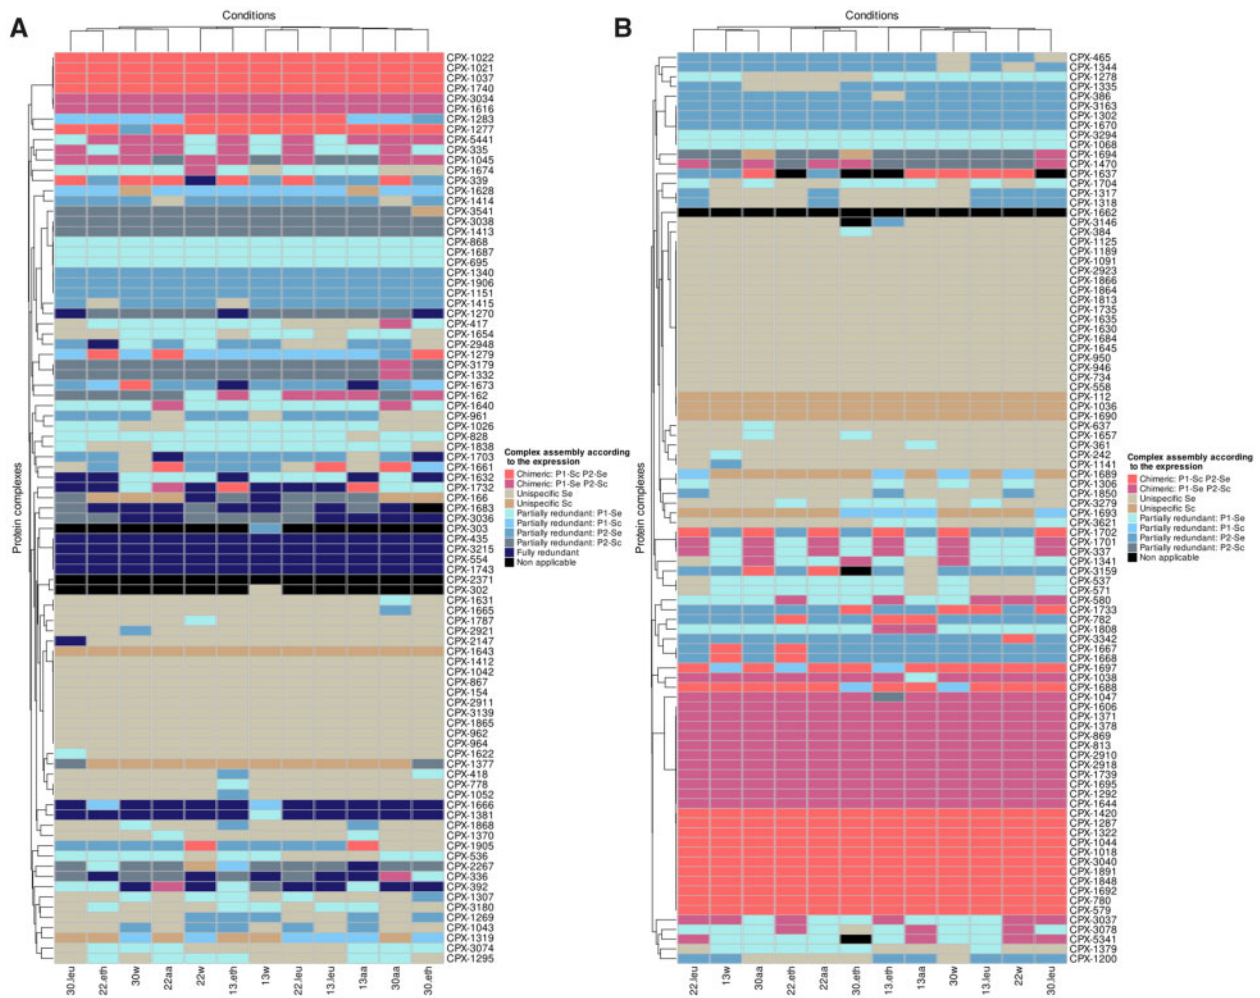 A
Conditions
CPX-1022
CPX-1021
CPX-1037
CPX-1740
CPX-3034
CPX-1616
CPX-1283
CPX-1277
CPX-5441
CPX-335
CPX-1045
CPX-1674
CPX-339
CPX-1628
CPX-1414
CPX-3541
CPX-3038
CPX-1413
CPX-868
CPX-1687
CPX-695
CPX-1340
CPX-1906
CPX-1151
CPX-1415
CPX-1270
CPX-417
CPX-1654
CPX-2948
CPX-1279
CPX-3179
CPX-1332
CPX-1673
CPX-162
CPX-1640
CPX-961
CPX-1026
CPX-828
CPX-1838
CPX-1703
CPX-1661
CPX-1632
CPX-1732
CPX-166
CPX-1683
CPX-3036
CPX-303
CPX-435
CPX-3215
CPX-554
CPX-1743
CPX-2371
CPX-302
CPX-1631
CPX-1665
CPX-1787
CPX-2921
CPX-2147
CPX-1643
CPX-1412
CPX-1042
CPX-867
CPX-154
CPX-2911
CPX-3139
CPX-1865
CPX-962
CPX-964
CPX-1622
CPX-1377
CPX-418
CPX-778
CPX-1052
CPX-1666
CPX-1381
CPX-1868
CPX-1370
CPX-1905
CPX-536
CPX-2267
CPX-336
CPX-392
CPX-1307
CPX-3180
CPX-1269
CPX-1043
CPX-1319
CPX-3074
CPX-1295
Protein complexes
30.leu
22.eth
30w
22aa
22w
13.eth
13w
22.leu
13.leu
13aa
30aa
30.eth
Complex assembly according
to the expression
Chimeric: P1-Sc P2-Se
Chimeric: P1-Se P2-Sc
Unispecific Se
Unispecific Sc
Partially redundant: P1-Se
Partially redundant: P1-Sc
Partially redundant: P2-Se
Partially redundant: P2-Sc
Fully redundant
Non applicable
B
Conditions
CPX-465
CPX-1344
CPX-1278
CPX-1335
CPX-386
CPX-3163
CPX-1302
CPX-1670
CPX-3294
CPX-1068
CPX-1694
CPX-1470
CPX-1637
CPX-1704
CPX-1317
CPX-1318
CPX-1662
CPX-3146
CPX-384
CPX-1125
CPX-1189
CPX-1091
CPX-2923
CPX-1866
CPX-1864
CPX-1813
CPX-1735
CPX-1635
CPX-1630
CPX-1684
CPX-1645
CPX-950
CPX-946
CPX-734
CPX-558
CPX-112
CPX-1036
CPX-1690
CPX-637
CPX-1657
CPX-361
CPX-242
CPX-1141
CPX-1689
CPX-1306
CPX-1850
CPX-3279
CPX-1693
CPX-3621
CPX-1702
CPX-1701
CPX-337
CPX-1341
CPX-3159
CPX-537
CPX-571
CPX-580
CPX-1733
CPX-782
CPX-1808
CPX-3342
CPX-1667
CPX-1668
CPX-1697
CPX-1038
CPX-1688
CPX-1047
CPX-1606
CPX-1371
CPX-1378
CPX-869
CPX-813
CPX-2910
CPX-2918
CPX-1739
CPX-1695
CPX-1292
CPX-1644
CPX-1420
CPX-1287
CPX-1322
CPX-1044
CPX-1018
CPX-3040
CPX-1891
CPX-1848
CPX-1692
CPX-780
CPX-579
CPX-3037
CPX-3078
CPX-5341
CPX-1379
CPX-1200
Protein complexes
22.leu
13w
30aa
22.eth
22aa
30.eth
13.eth
13aa
30w
13.leu
22w
30.leu
Complex assembly according
to the expression
Chimeric: P1-Sc P2-Se
Chimeric: P1-Se P2-Sc
Unispecific Se
Unispecific Sc
Partially redundant: P1-Se
Partially redundant: P1-Sc
Partially redundant: P2-Se
Partially redundant: P2-Sc
Non applicable